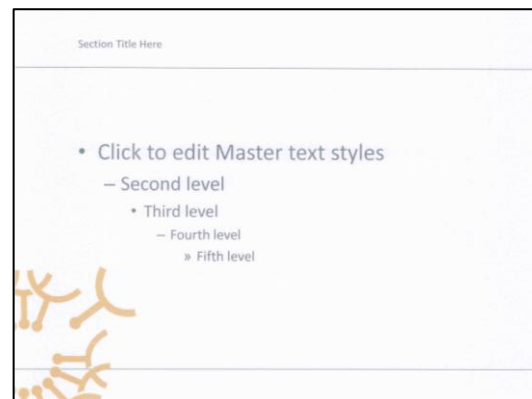 Section Title Here
• Click to edit Master text styles
– Second level
• Third level
– Fourth level
» Fifth level